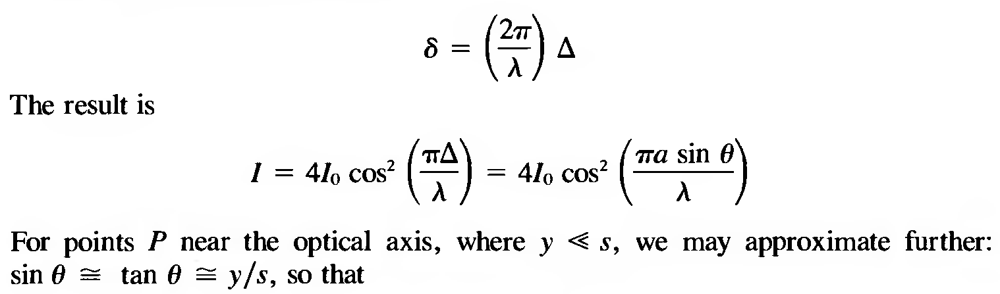 δ = (2π/λ) Δ
The result is
I = 4I₀ cos² (πΔ/λ) = 4I₀ cos² (πa sin θ/λ)
For points P near the optical axis, where y ≪ s, we may approximate further:
sin θ ≅ tan θ ≅ y/s, so that